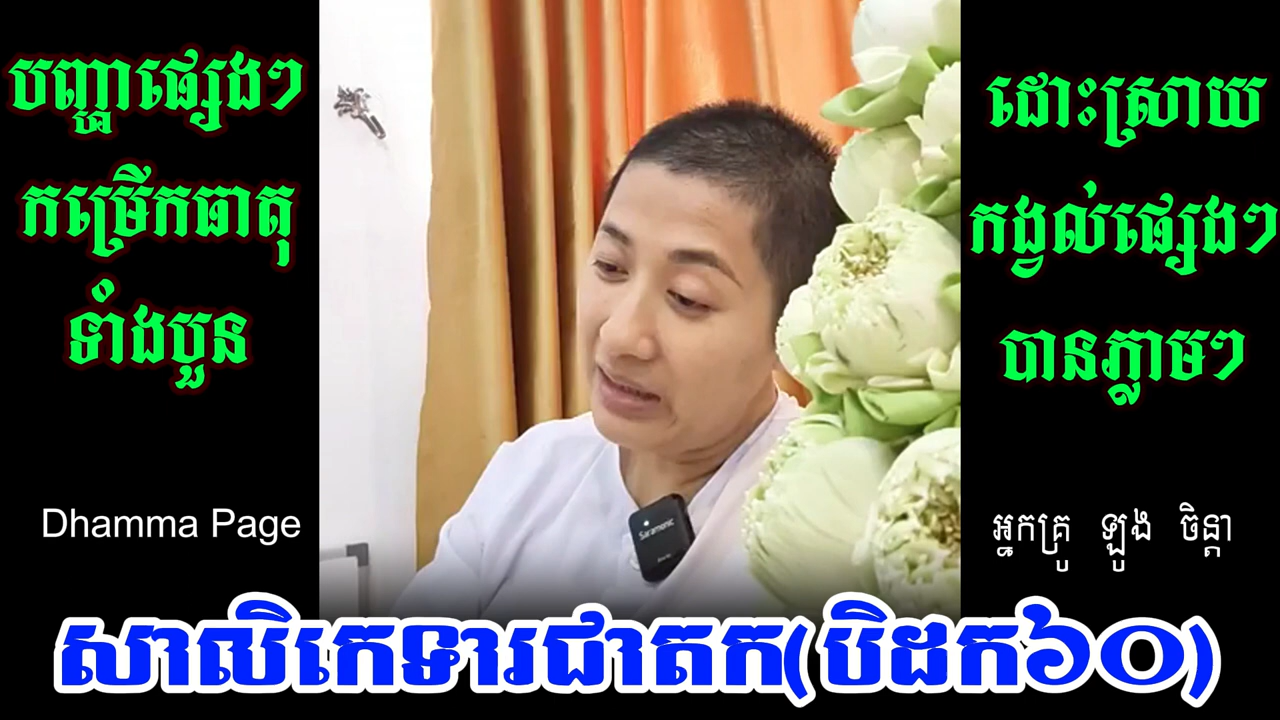 បញ្ហាផ្សេងៗ
កម្រើកធាតុ
ទាំងបួន
ដោះស្រាយ
កង្វល់ផ្សេងៗ
បានភ្លាមៗ
Dhamma Page
Saramonic
អ្នកគ្រូ ឡុង ចិន្តា
សាលិកេទារជាតក(បិដក៦០)